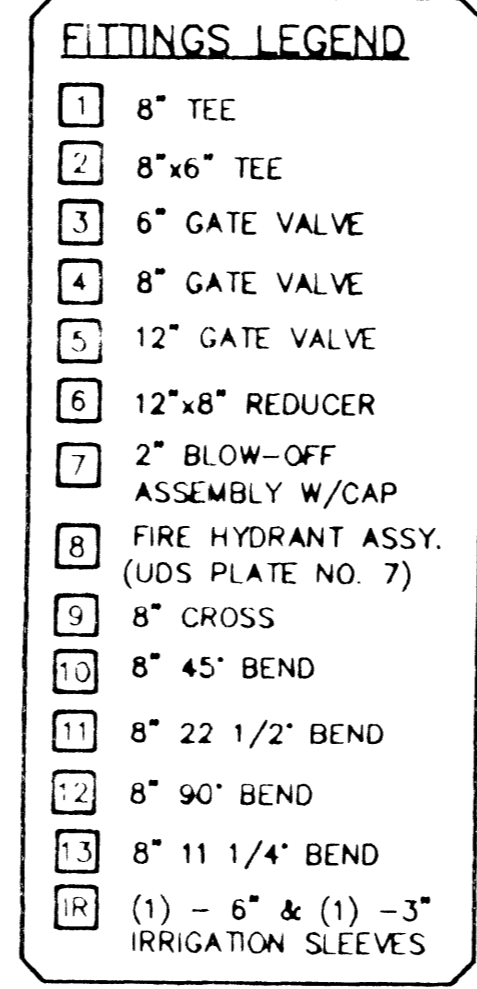 FITTINGS LEGEND
1 8" TEE
2 8"x6" TEE
3 6" GATE VALVE
4 8" GATE VALVE
5 12" GATE VALVE
6 12"x8" REDUCER
7 2" BLOW-OFF
ASSEMBLY W/CAP
8 FIRE HYDRANT ASSY.
(UDS PLATE NO. 7)
9 8" CROSS
10 8" 45° BEND
11 8" 22 1/2° BEND
12 8" 90° BEND
13 8" 11 1/4° BEND
IR (1) - 6" & (1) -3"
IRRIGATION SLEEVES